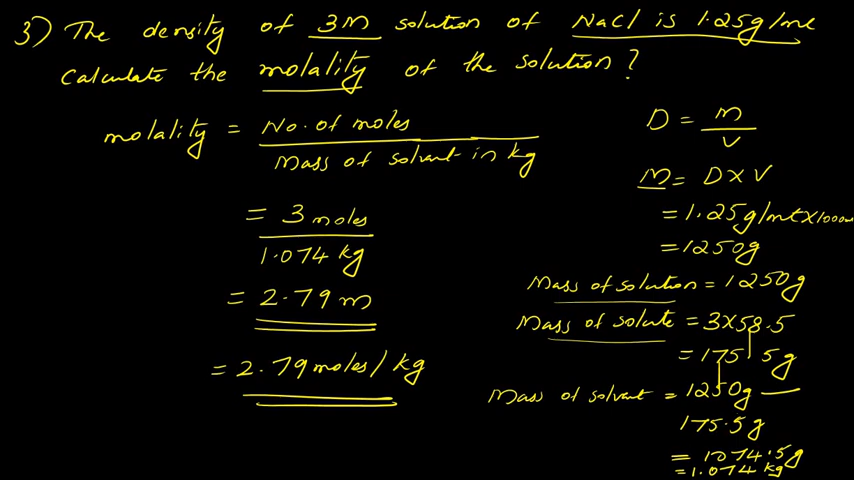 3) The density of 3M solution of NaCl is 1.25g/ml
Calculate the molality of the solution?
molality = No. of moles
Mass of solvent in kg
= 3 moles
1.074 kg
= 2.79 m
= 2.79 moles/kg
D = m
V
m = D X V
= 1.25g/ml X 1000ml
= 1250g
Mass of solution = 1250g
Mass of solute = 3X58.5
= 175.5g
Mass of solvent = 1250g —
175.5g
= 1074.5g
= 1.074 kg